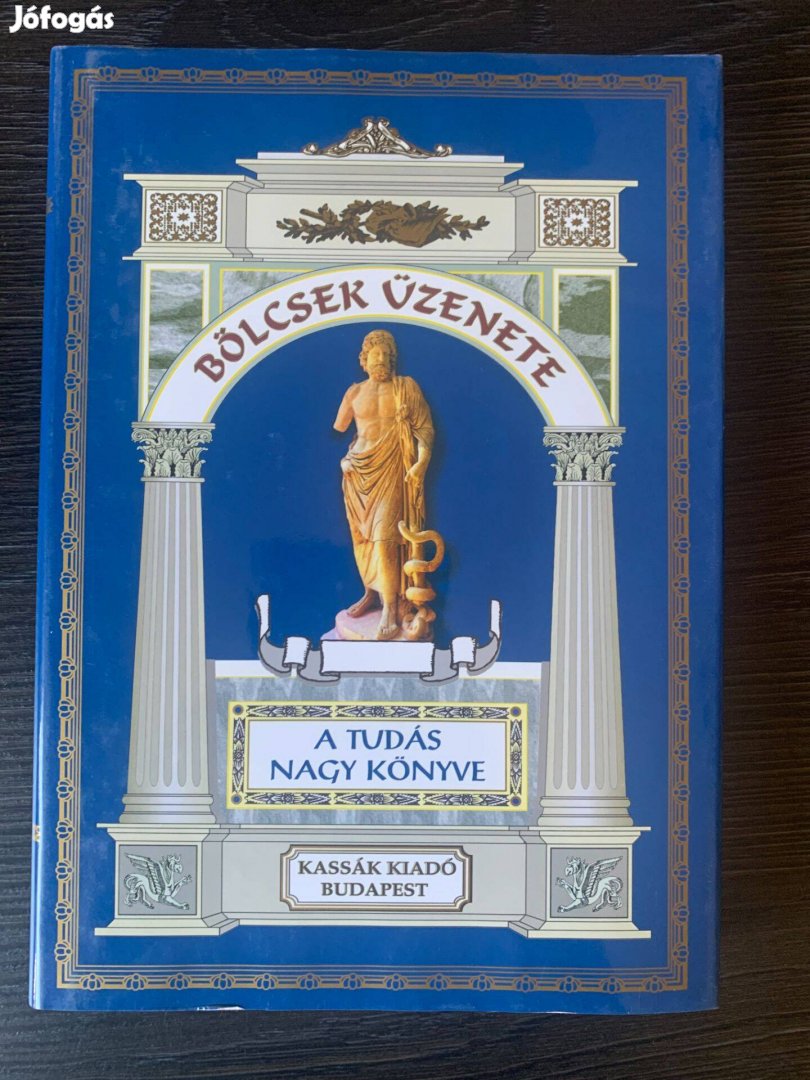 Jófogás
BÖLCSEK ÜZENETE
A TUDÁS
NAGY KÖNYVE
KASSÁK KIADÓ
BUDAPEST